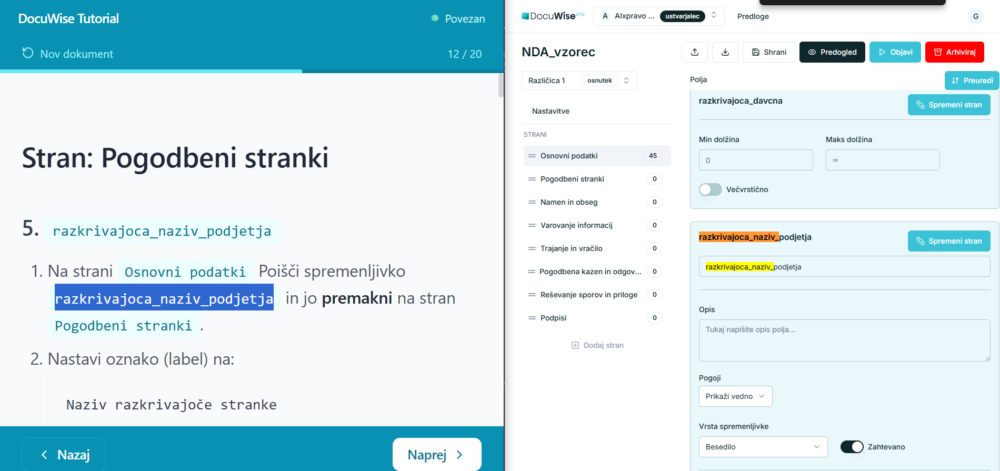 DocuWise Tutorial
Povezan
Nov dokument
12 / 20
Stran: Pogodbeni stranki
5. razkrivajoca_naziv_podjetja
1. Na strani Osnovni podatki Poišči spremenljivko
razkrivajoca_naziv_podjetja in jo premakni na stran
Pogodbeni stranki.
2. Nastavi oznako (label) na:
Naziv razkrivajoče stranke
Nazaj
Naprej
DocuWise pro
A AIxpravo ... ustvarjalec
Predloge
G
NDA_vzorec
Shrani
Predogled
Objavi
Arhiviraj
Različica 1 osnutek
Nastavitve
STRANI
Osnovni podatki 45
Pogodbeni stranki 0
Namen in obseg 0
Varovanje informacij 0
Trajanje in vračilo 0
Pogodbena kazen in odgov... 0
Reševanje sporov in priloge 0
Podpisi 0
Dodaj stran
Polja
Preuredi
razkrivajoca_davcna
Spremeni stran
Min dolžina
Maks dolžina
0
∞
Večvrstično
razkrivajoca_naziv_podjetja
Spremeni stran
razkrivajoca_naziv_podjetja
Opis
Tukaj napišite opis polja...
Pogoji
Prikaži vedno
Vrsta spremenljivke
Besedilo
Zahtevano